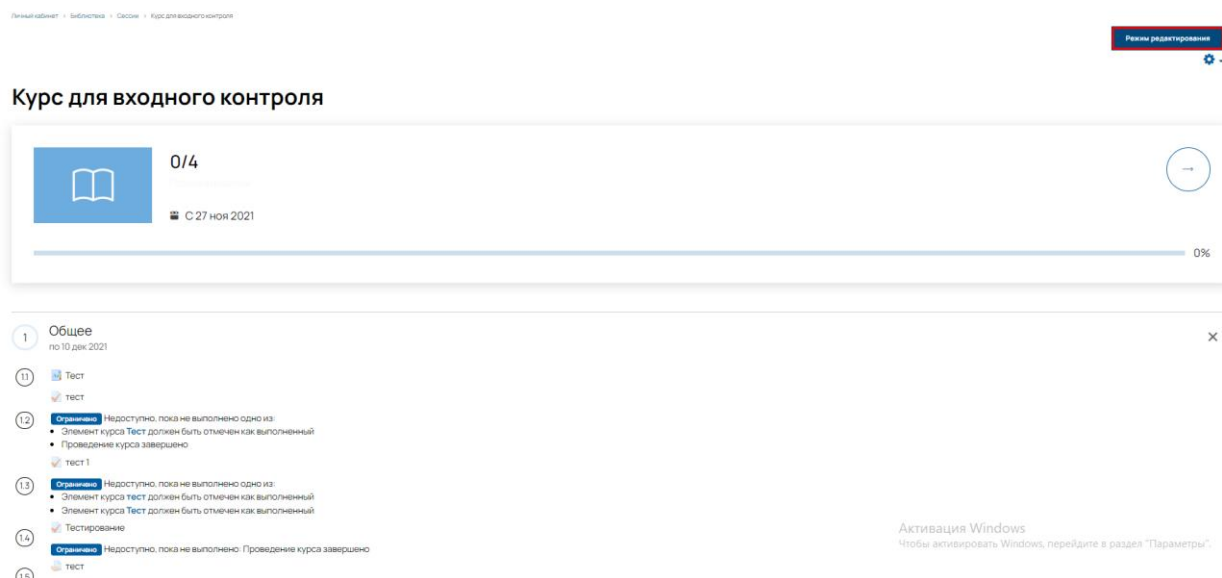 Личный кабинет > Библиотека > Сессии > Курс для входного контроля
Режим редактирования
Курс для входного контроля
0/4
С 27 ноя 2021
0%
1
Общее
по 10 дек 2021
1.1
Тест
тест
1.2
Ограничено Недоступно, пока не выполнено одно из:
• Элемент курса Тест должен быть отмечен как выполненный
• Проведение курса завершено
тест 1
1.3
Ограничено Недоступно, пока не выполнено одно из:
• Элемент курса тест должен быть отмечен как выполненный
• Элемент курса Тест должен быть отмечен как выполненный
Тестирование
1.4
Ограничено Недоступно, пока не выполнено: Проведение курса завершено
тест
1.5
Активация Windows
Чтобы активировать Windows, перейдите в раздел "Параметры".